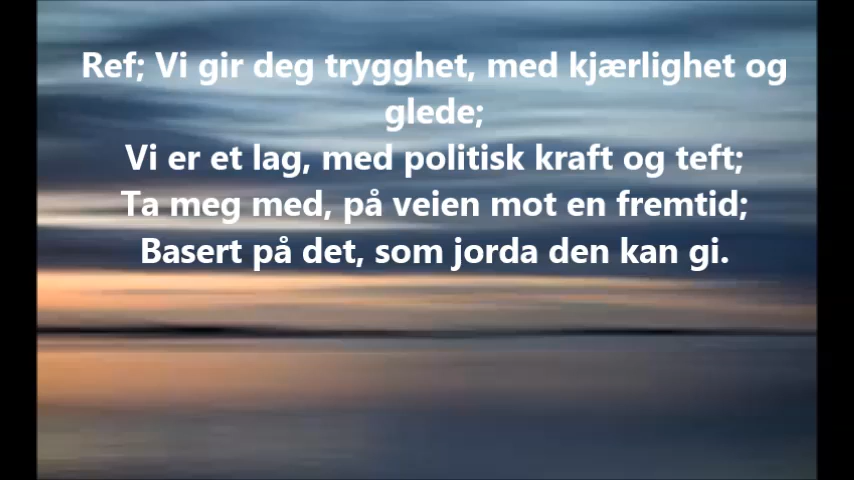 Ref; Vi gir deg trygghet, med kjærlighet og
glede;
Vi er et lag, med politisk kraft og teft;
Ta meg med, på veien mot en fremtid;
Basert på det, som jorda den kan gi.